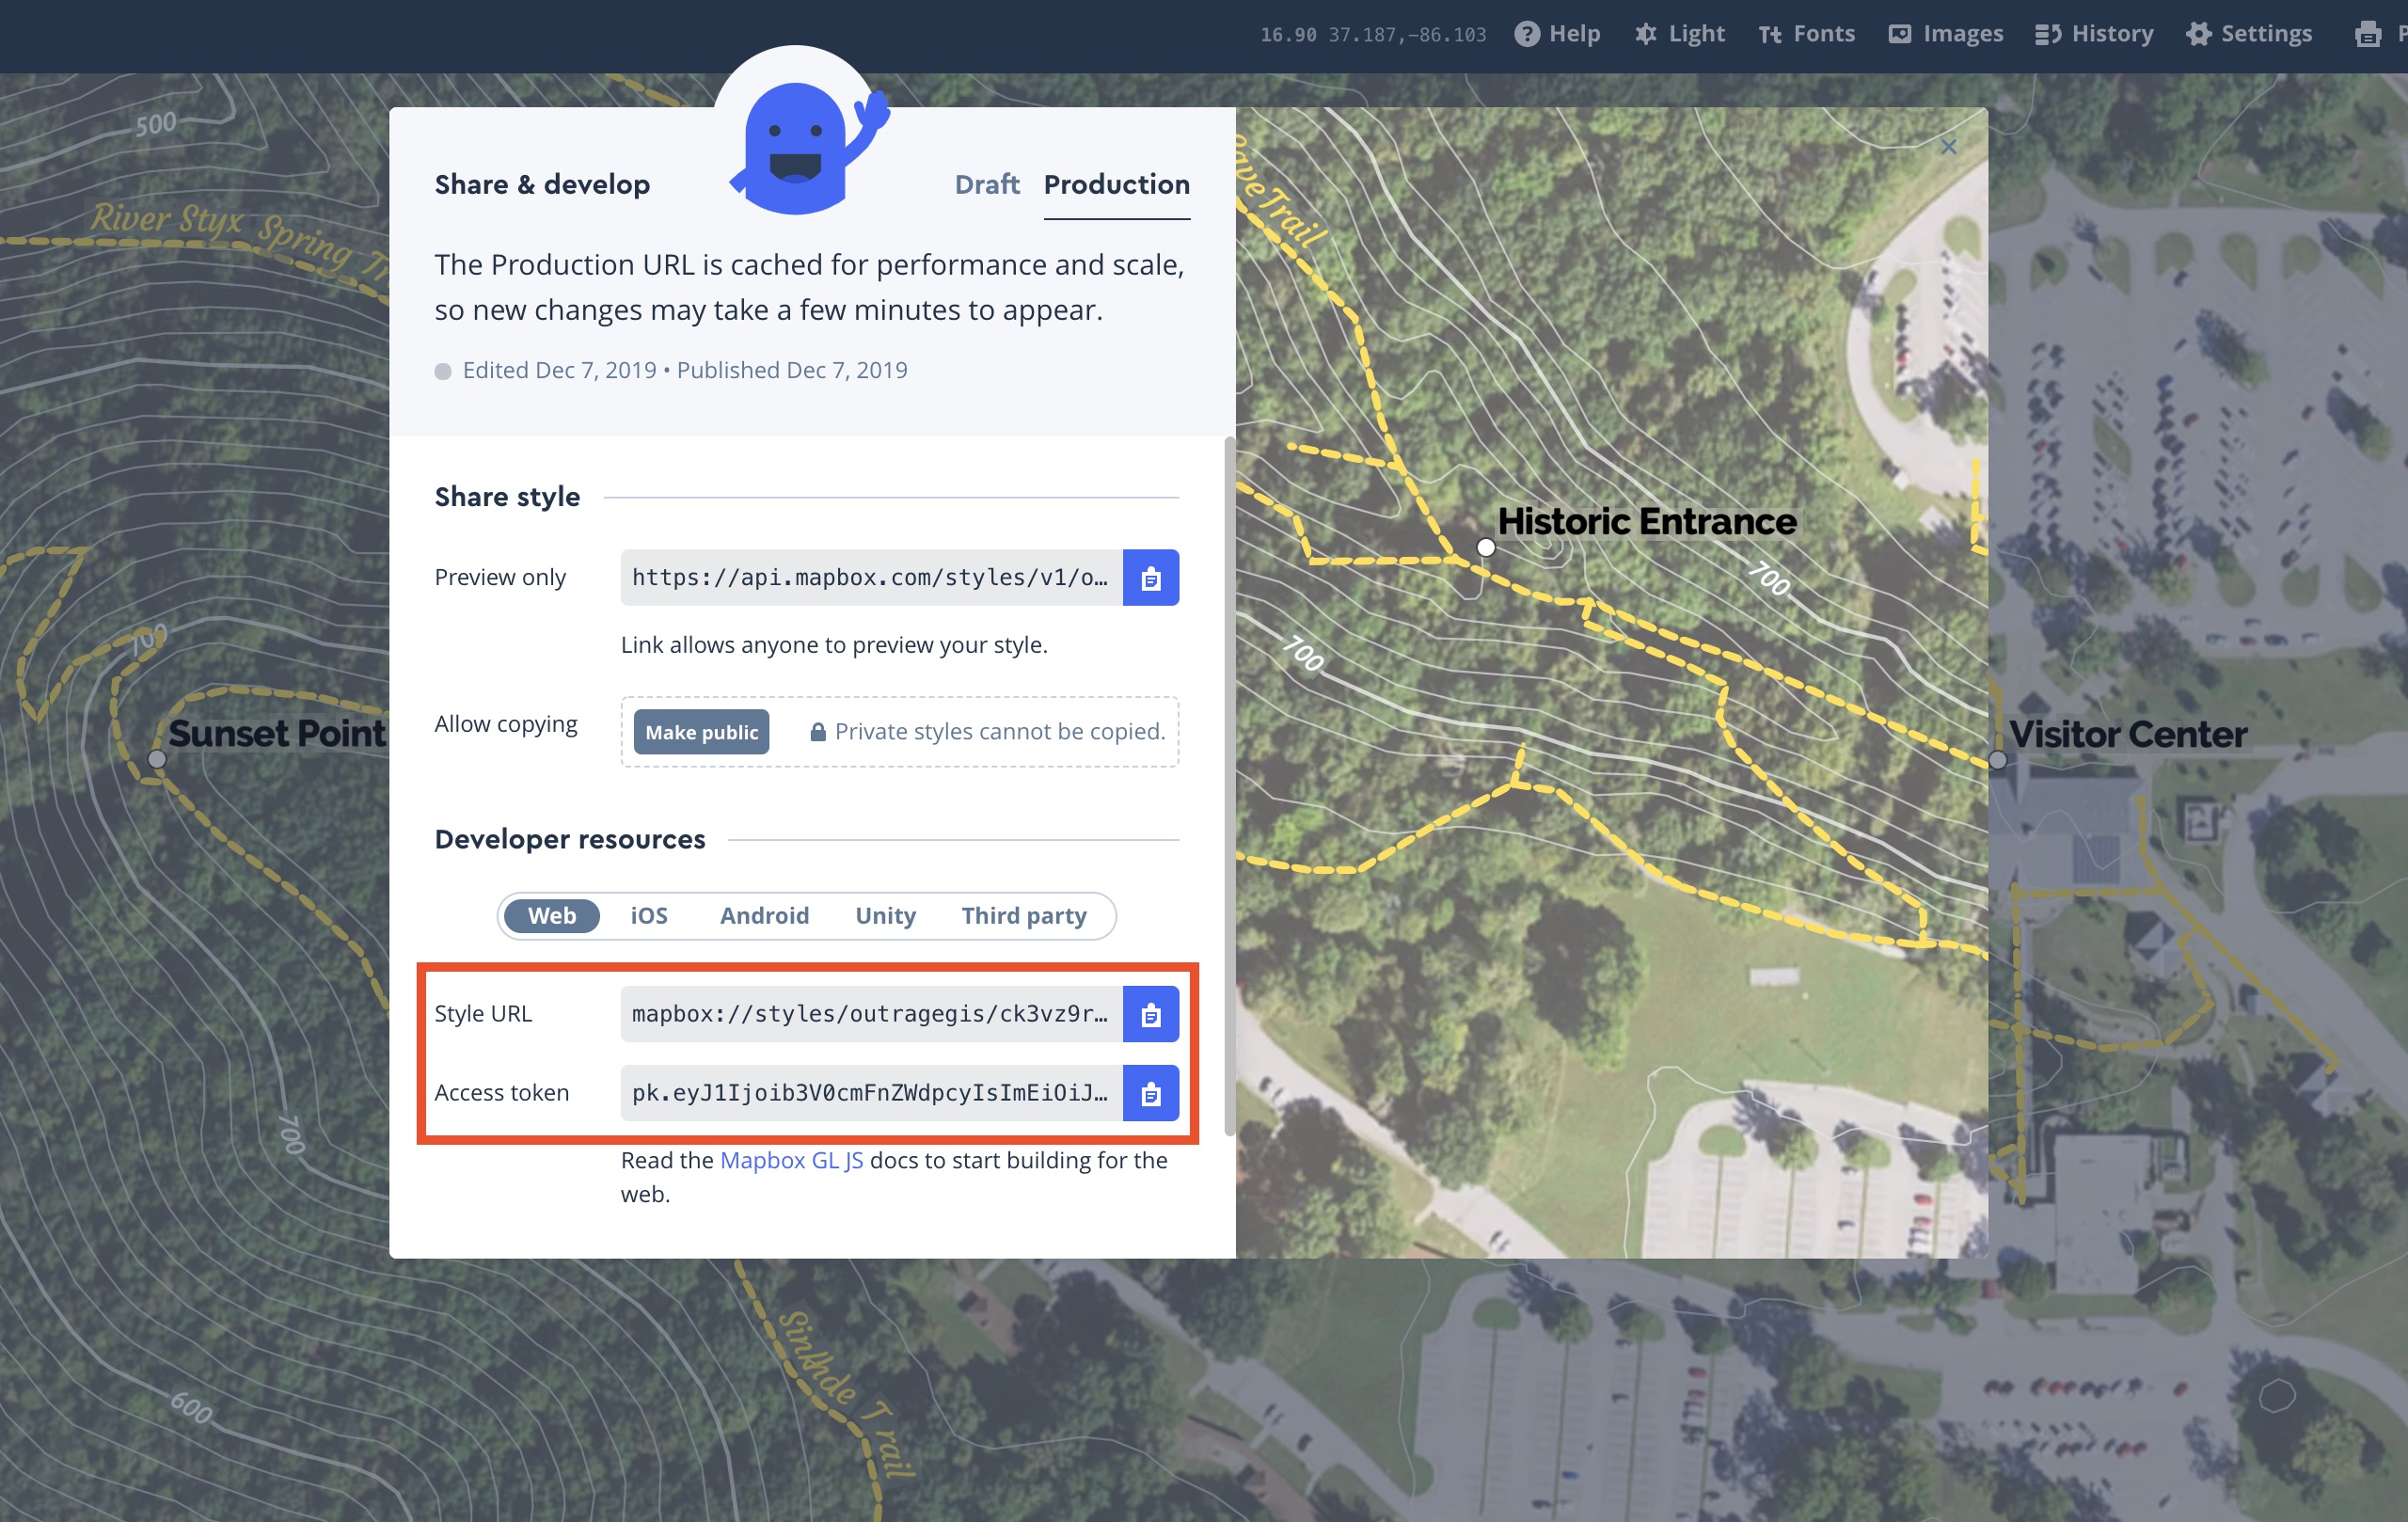 16.90 37.187,-86.103 Help Light Fonts Images History Settings P
500
River Styx Spring Tr
700
Sunset Point
700
600
Sinkhole Trail
Share & develop
Draft Production
The Production URL is cached for performance and scale,
so new changes may take a few minutes to appear.
Edited Dec 7, 2019 • Published Dec 7, 2019
Share style
Preview only https://api.mapbox.com/styles/v1/o…
Link allows anyone to preview your style.
Allow copying Make public Private styles cannot be copied.
Developer resources
Web iOS Android Unity Third party
Style URL mapbox://styles/outragegis/ck3vz9r…
Access token pk.eyJ1Ijoib3V0cmFnZWdpcyIsImEiOiJ…
Read the Mapbox GL JS docs to start building for the
web.
ave Trail
Historic Entrance
700
700
Visitor Center